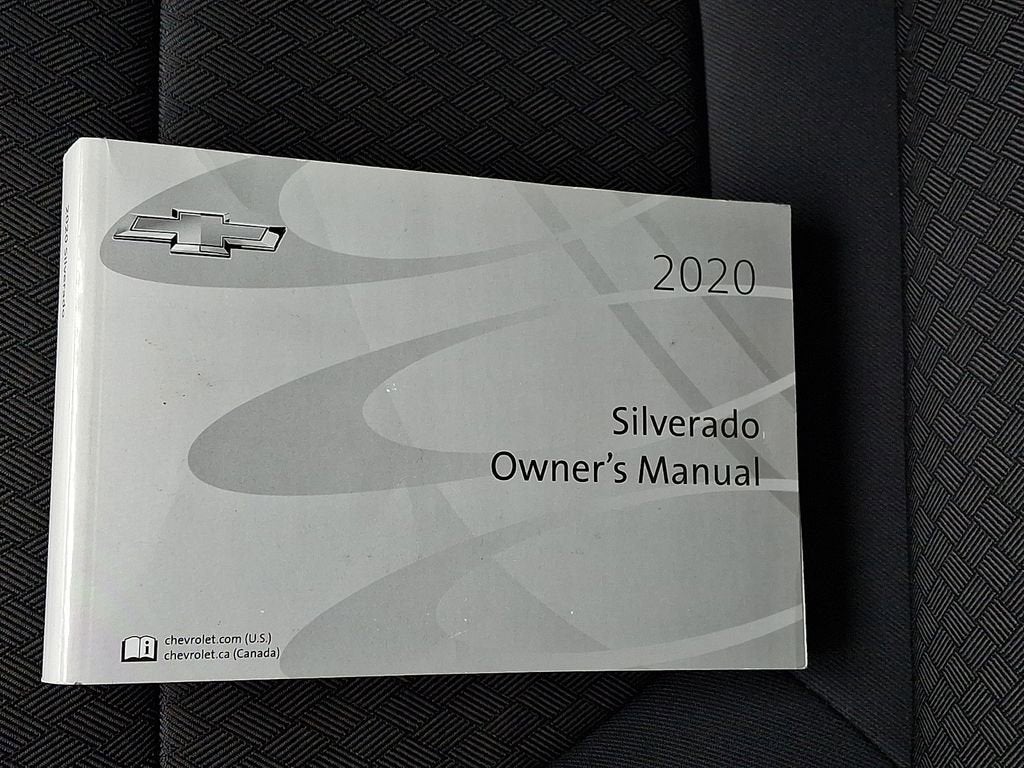 2020
Silverado
Owner's Manual
chevrolet.com (U.S.)
chevrolet.ca (Canada)
2020 Silverado